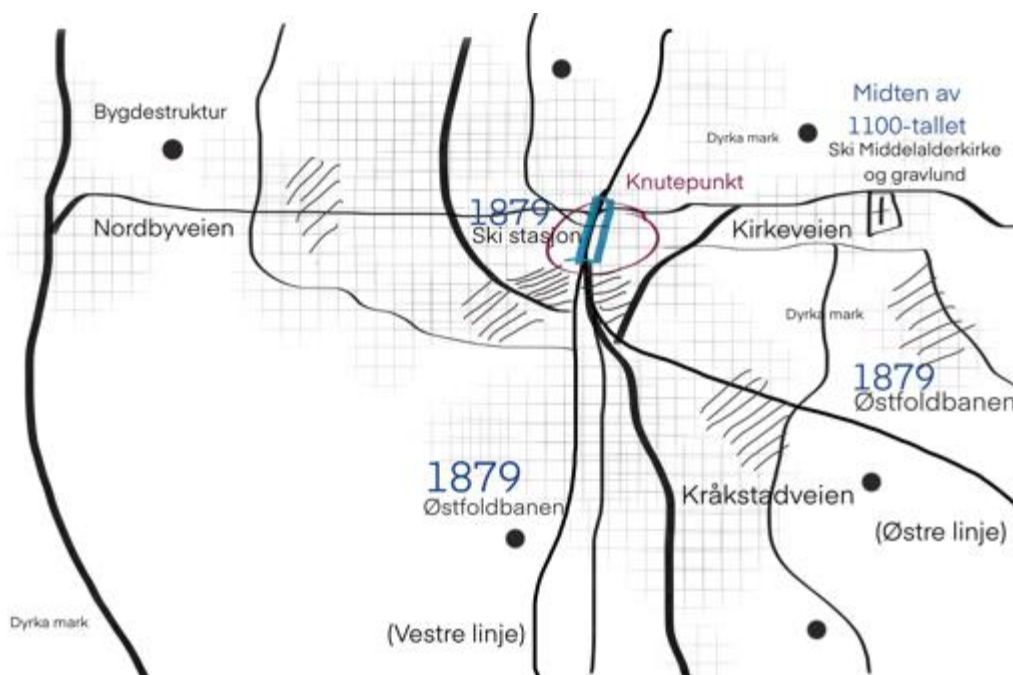 Bygdestruktur
Midten av
1100-tallet
Ski Middelalderkirke
og gravlund
Dyrka mark
Knutepunkt
1879
Ski stasjon
Nordbyveien
Kirkeveien
Dyrka mark
1879
Østfoldbanen
1879
Østfoldbanen
Kråkstadveien
(Østre linje)
Dyrka mark
(Vestre linje)